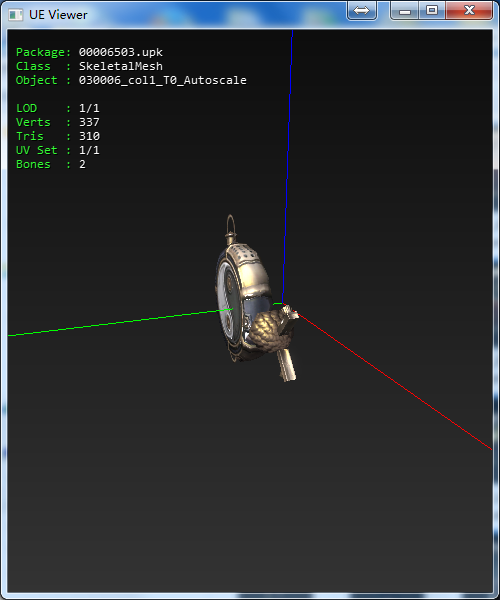 UE Viewer
Package: 00006503.upk
Class : SkeletalMesh
Object : 030006_col1_T0_Autoscale
LOD : 1/1
Verts : 337
Tris : 310
UV Set : 1/1
Bones : 2